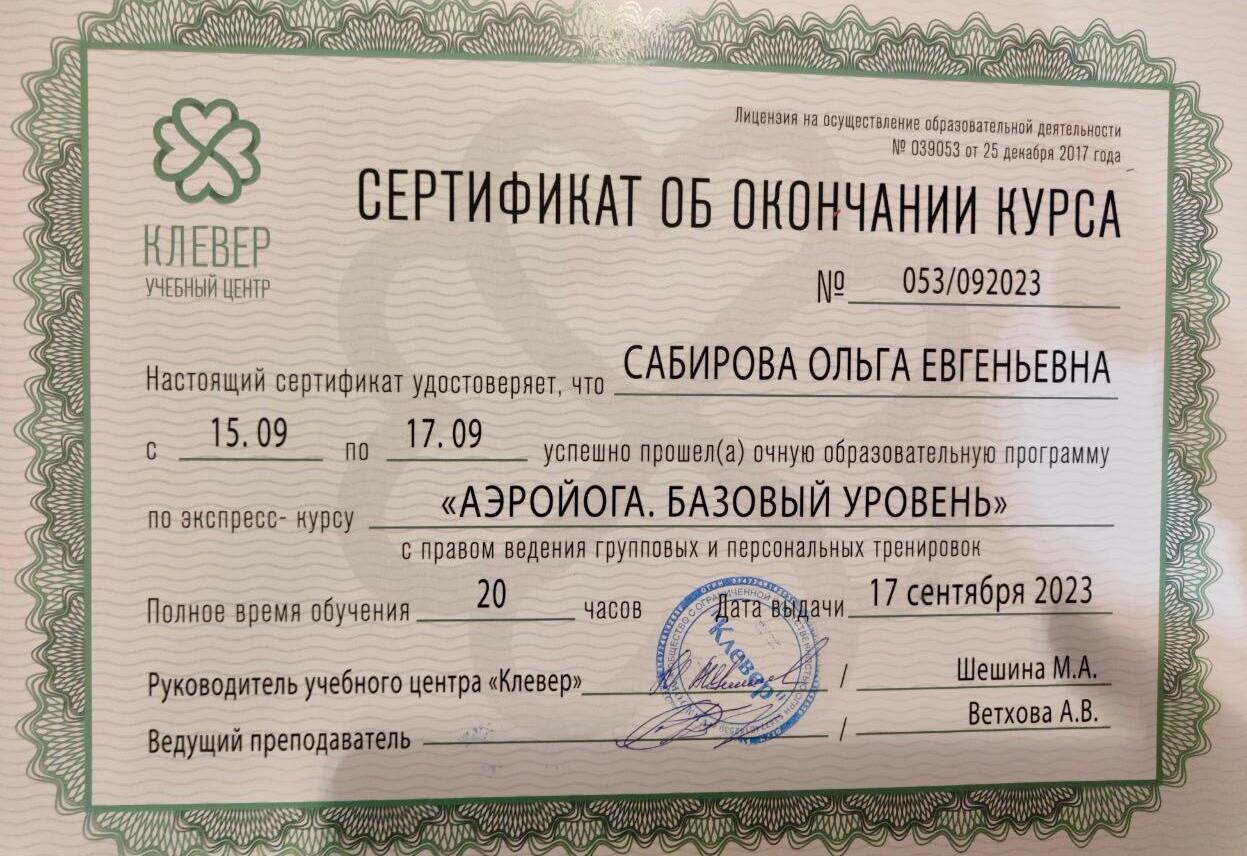 Лицензия на осуществление образовательной деятельности
№ 039053 от 25 декабря 2017 года
КЛЕВЕР
УЧЕБНЫЙ ЦЕНТР
СЕРТИФИКАТ ОБ ОКОНЧАНИИ КУРСА
№ 053/092023
Настоящий сертификат удостоверяет, что САБИРОВА ОЛЬГА ЕВГЕНЬЕВНА
с 15.09 по 17.09 успешно прошел(а) очную образовательную программу
по экспресс- курсу «АЭРОЙОГА. БАЗОВЫЙ УРОВЕНЬ»
с правом ведения групповых и персональных тренировок
Полное время обучения 20 часов Дата выдачи 17 сентября 2023
Руководитель учебного центра «Клевер» / Шешина М.А.
Ведущий преподаватель / Ветхова А.В.
"Клевер"